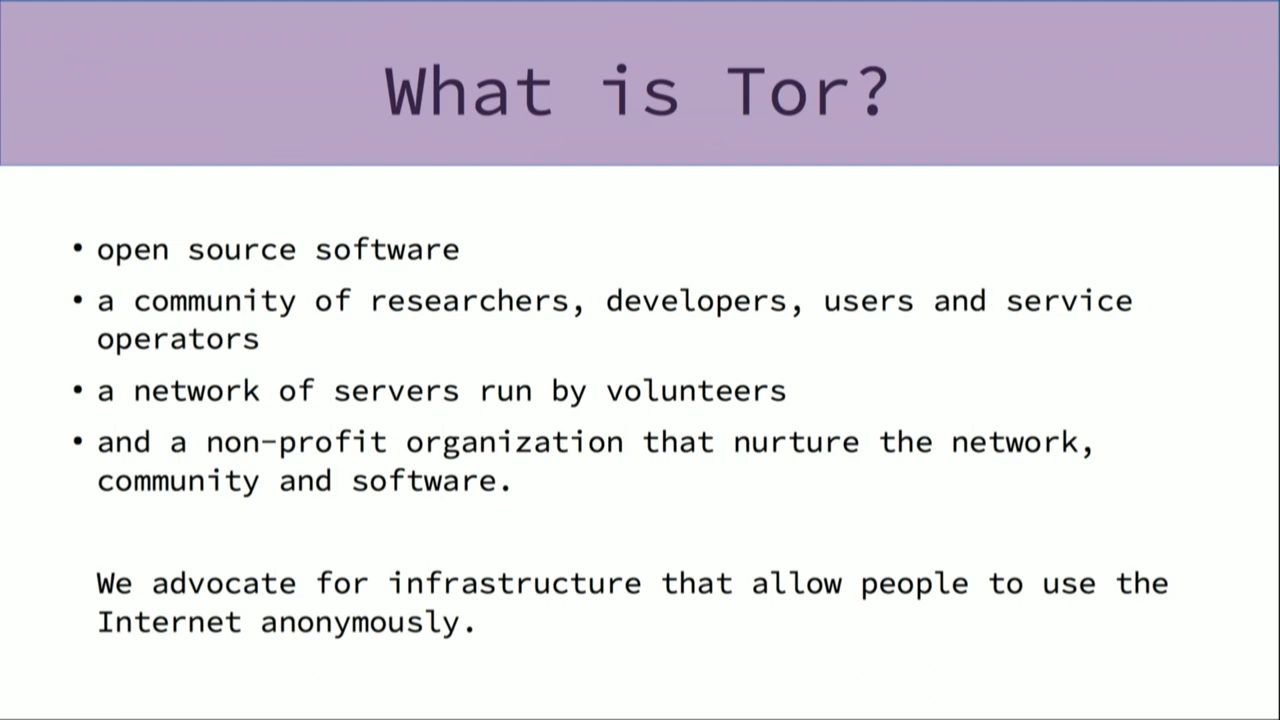 What is Tor?
• open source software
• a community of researchers, developers, users and service
operators
• a network of servers run by volunteers
• and a non-profit organization that nurture the network,
community and software.
We advocate for infrastructure that allow people to use the
Internet anonymously.